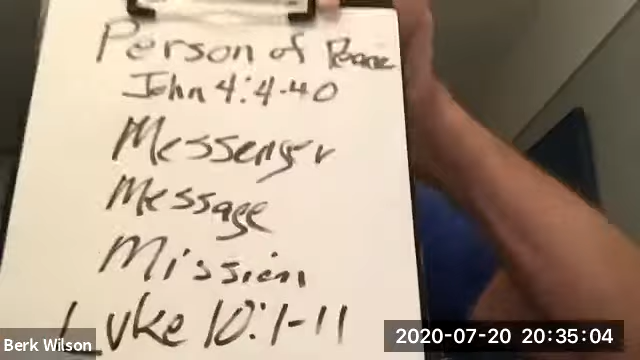 Person of Peace
John 4:4-40
Messenger
Message
Mission
Luke 10:1-11
Berk Wilson
2020-07-20 20:35:04